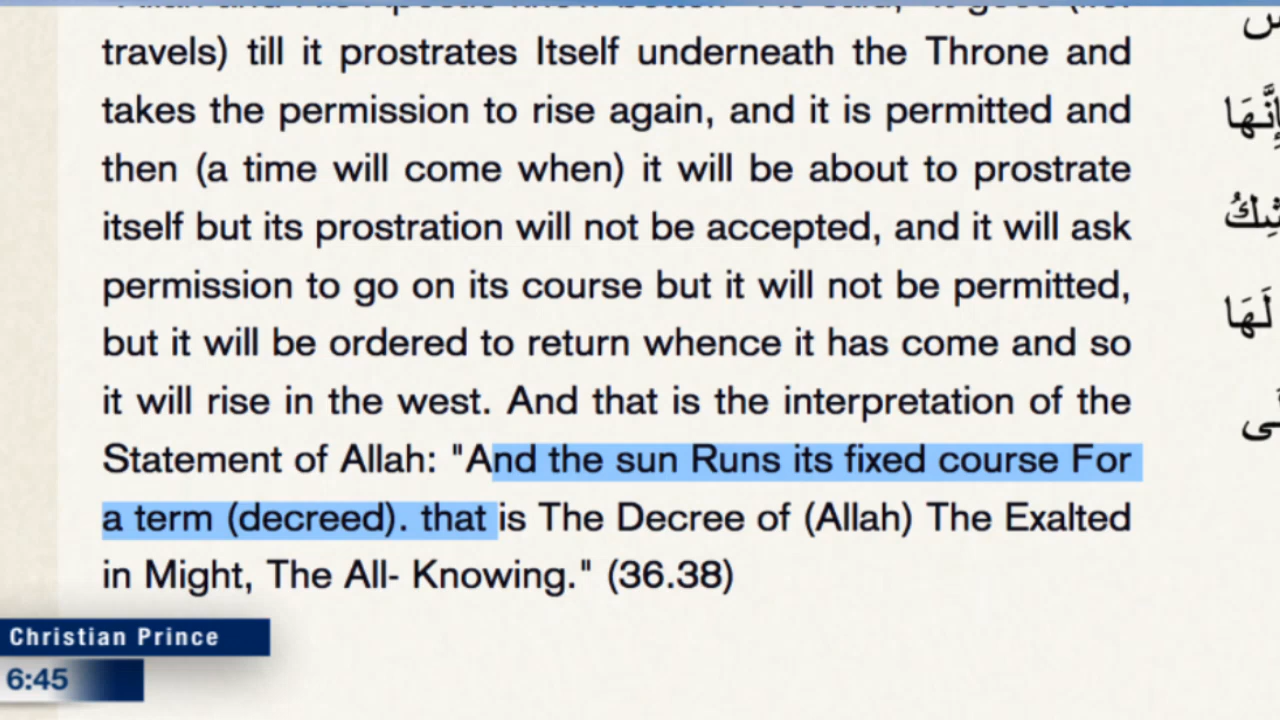 travels) till it prostrates Itself underneath the Throne and
takes the permission to rise again, and it is permitted and
then (a time will come when) it will be about to prostrate
itself but its prostration will not be accepted, and it will ask
permission to go on its course but it will not be permitted,
but it will be ordered to return whence it has come and so
it will rise in the west. And that is the interpretation of the
Statement of Allah: "And the sun Runs its fixed course For
a term (decreed). that is The Decree of (Allah) The Exalted
in Might, The All- Knowing." (36.38)
لَهَا
Christian Prince
6:45